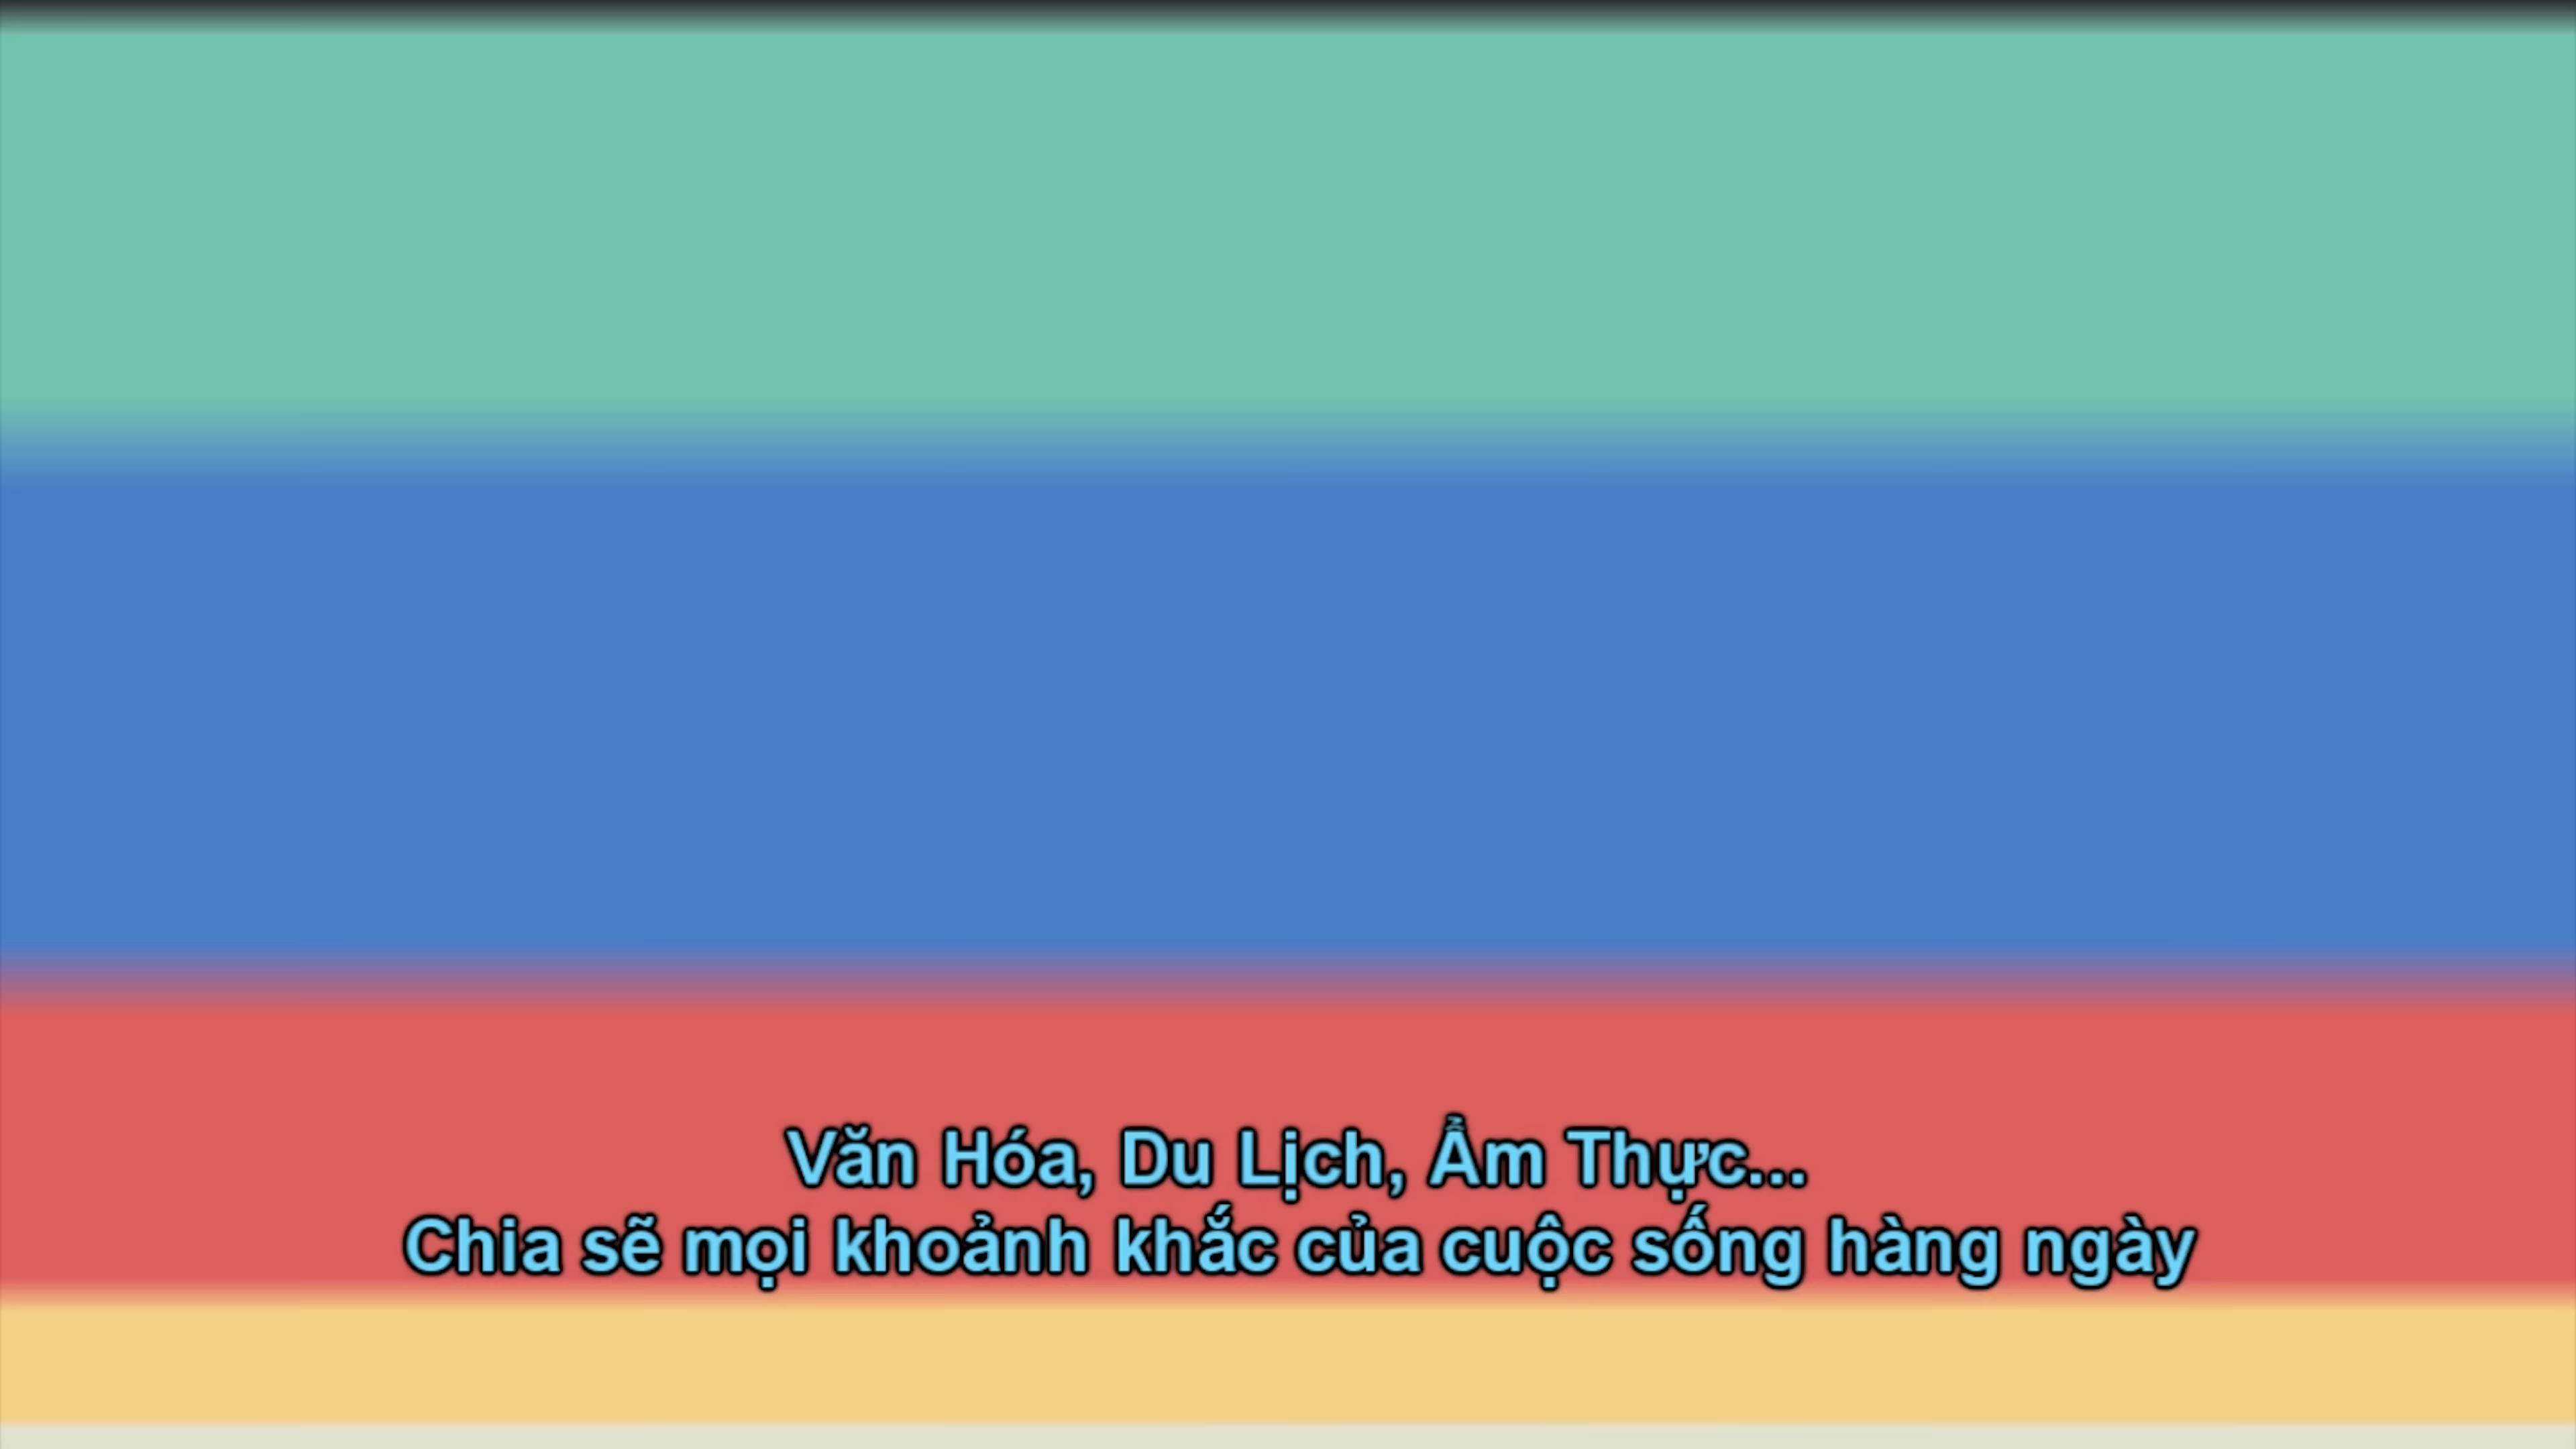 Văn Hóa, Du Lịch, Ẩm Thực...
Chia sẽ mọi khoảnh khắc của cuộc sống hàng ngày